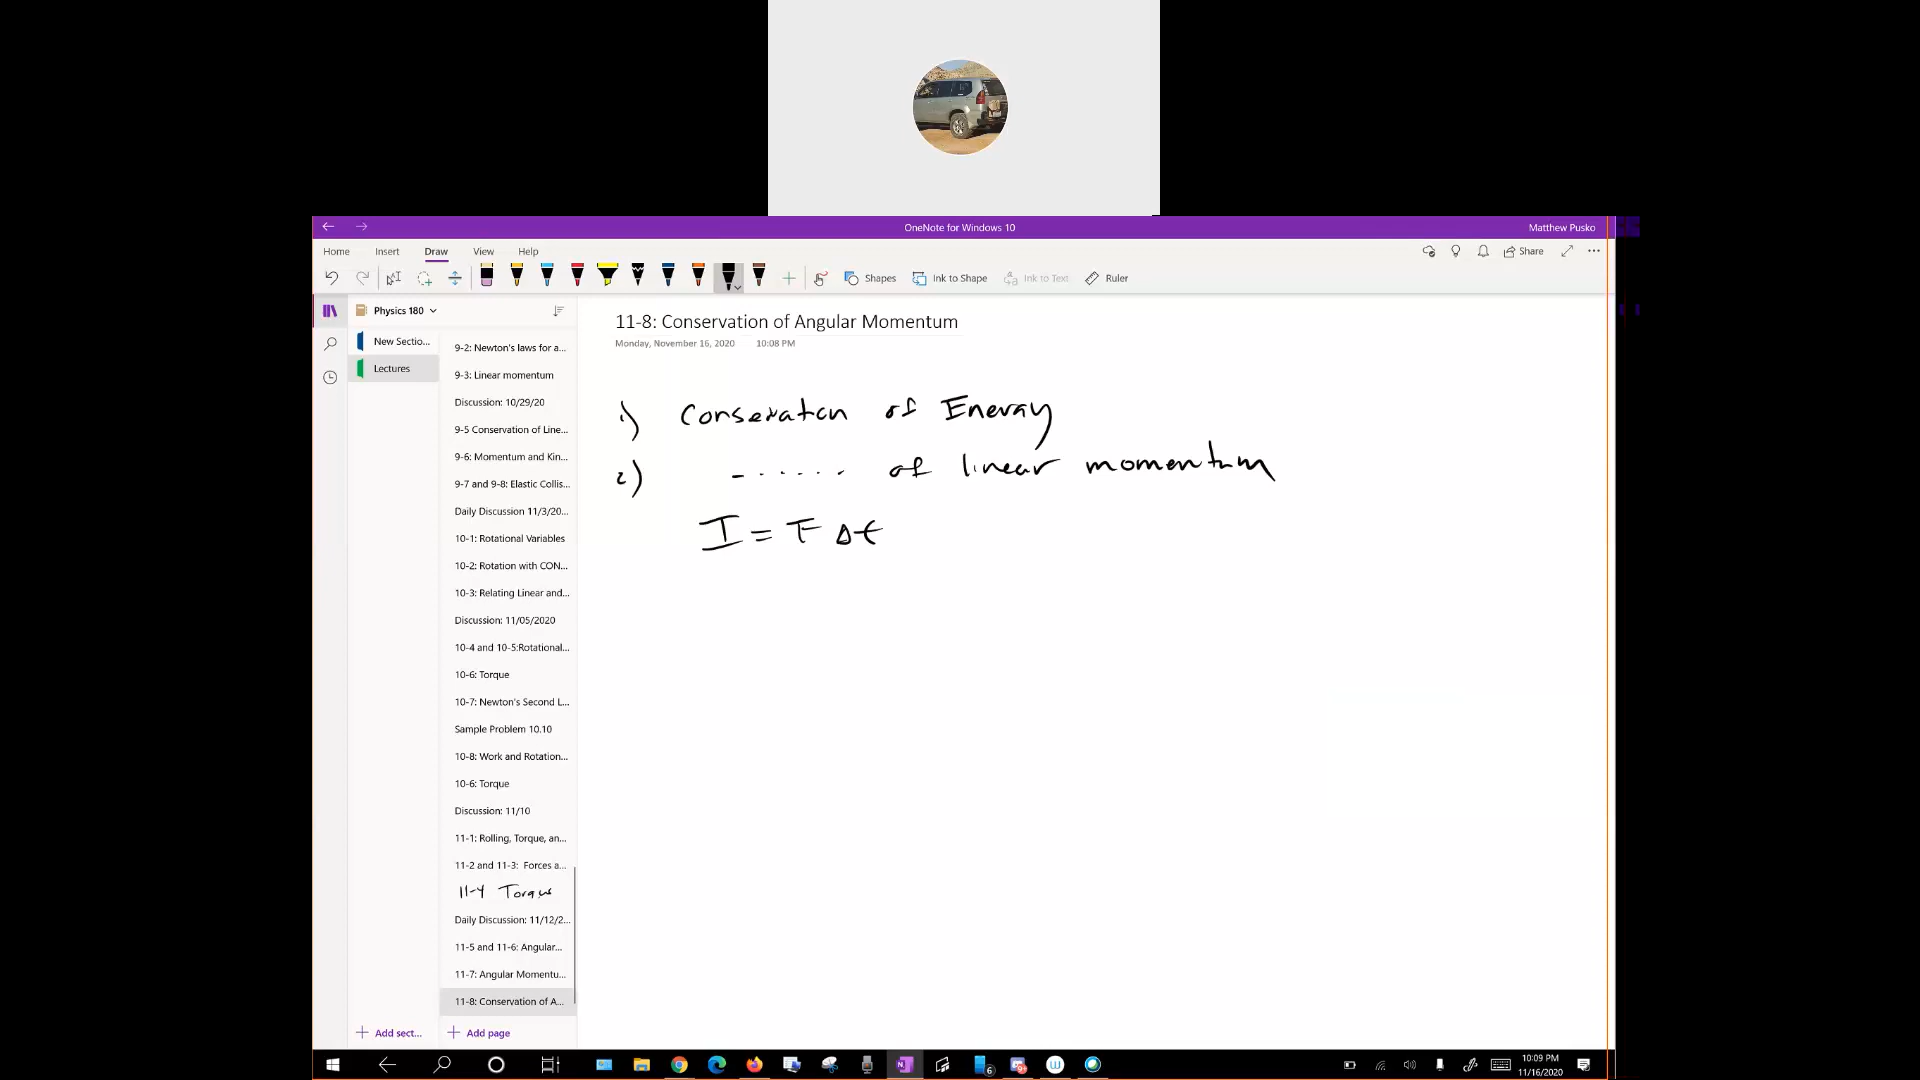 OneNote for Windows 10
Matthew Pusko
Home Insert Draw View Help
Share
Shapes Ink to Shape Ink to Text Ruler
Physics 180
New Sectio...
Lectures
9-2: Newton's laws for a...
9-3: Linear momentum
Discussion: 10/29/20
9-5 Conservation of Line...
9-6: Momentum and Kin...
9-7 and 9-8: Elastic Collis...
Daily Discussion 11/3/20...
10-1: Rotational Variables
10-2: Rotation with CON...
10-3: Relating Linear and...
Discussion: 11/05/2020
10-4 and 10-5:Rotational...
10-6: Torque
10-7: Newton's Second L...
Sample Problem 10.10
10-8: Work and Rotation...
10-6: Torque
Discussion: 11/10
11-1: Rolling, Torque, an...
11-2 and 11-3: Forces a...
11-4 Torque
Daily Discussion: 11/12/2...
11-5 and 11-6: Angular...
11-7: Angular Momentu...
11-8: Conservation of A...
Add sect...
Add page
11-8: Conservation of Angular Momentum
Monday, November 16, 2020 10:08 PM
1) Conservation of Energy
2) - ...... of linear momentum
I = F Δt
6
10:09 PM
11/16/2020